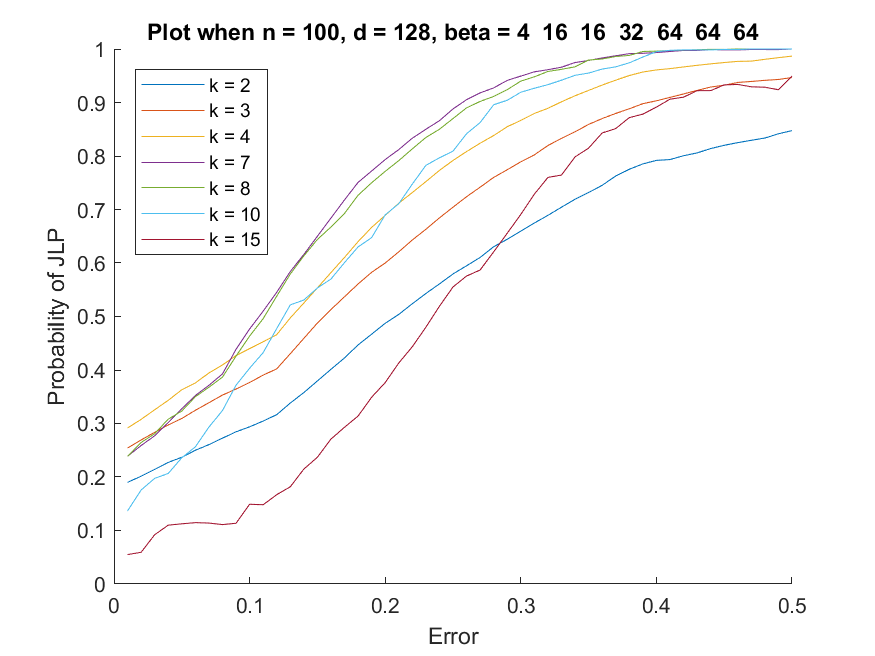 Plot when n = 100, d = 128, beta = 4  16  16  32  64  64  64
1
0.9
0.8
0.7
0.6
0.5
0.4
0.3
0.2
0.1
0
Probability of JLP
k = 2
k = 3
k = 4
k = 7
k = 8
k = 10
k = 15
0 0.1 0.2 0.3 0.4 0.5
Error